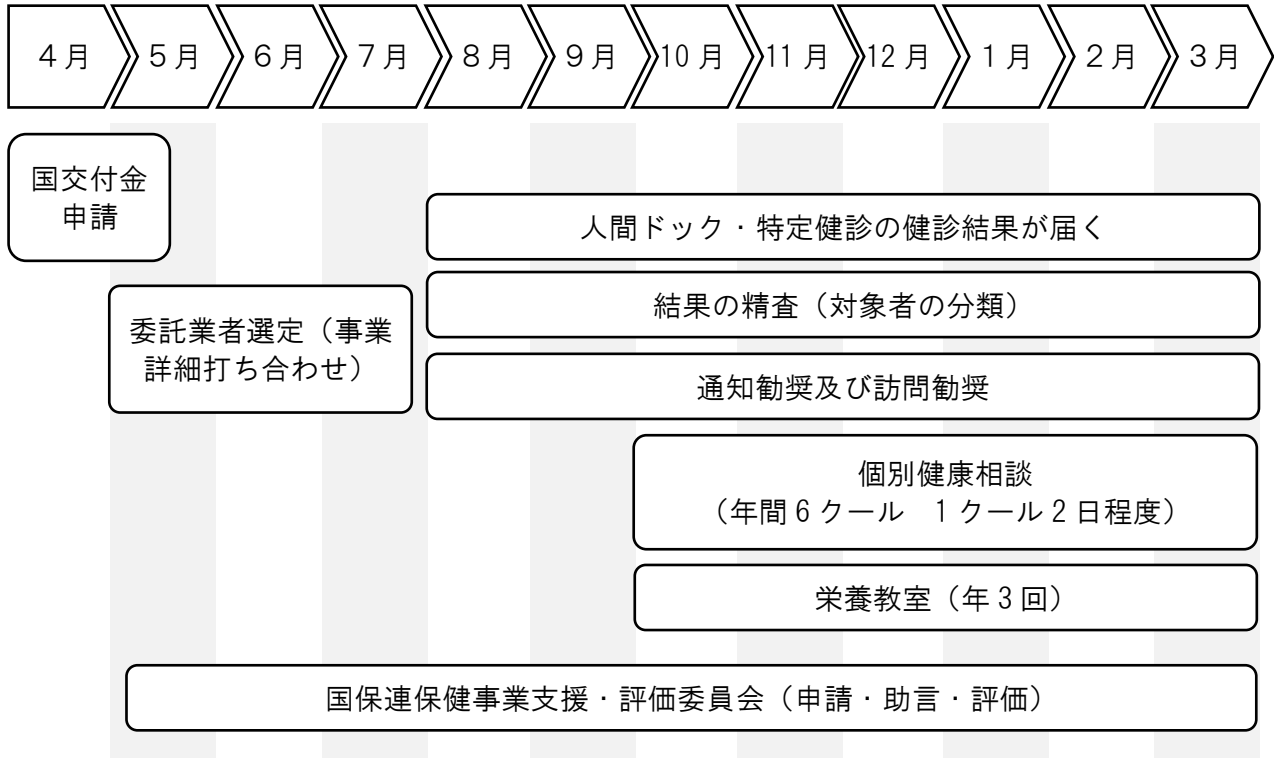 ４月 ５月 ６月 ７月 ８月 ９月 10月 11月 12月 １月 ２月 ３月
国交付金
申請
人間ドック・特定健診の健診結果が届く
結果の精査（対象者の分類）
委託業者選定（事業
詳細打ち合わせ）
通知勧奨及び訪問勧奨
個別健康相談
（年間６クール　１クール２日程度）
栄養教室（年３回）
国保連保健事業支援・評価委員会（申請・助言・評価）